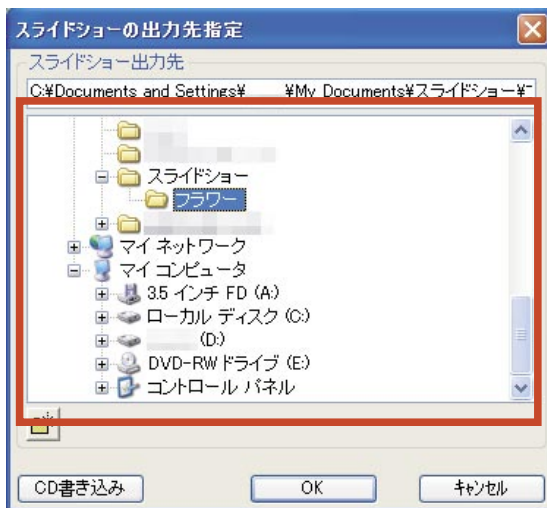 スライドショーの出力先指定
スライドショー出力先
C:¥Documents and Settings¥ ¥My Documents¥スライドショー¥
スライドショー
フラワー
マイ ネットワーク
マイ コンピュータ
3.5 インチ FD (A:)
ローカル ディスク (C:)
(D:)
DVD-RW ドライブ (E:)
コントロール パネル
CD書き込み OK キャンセル